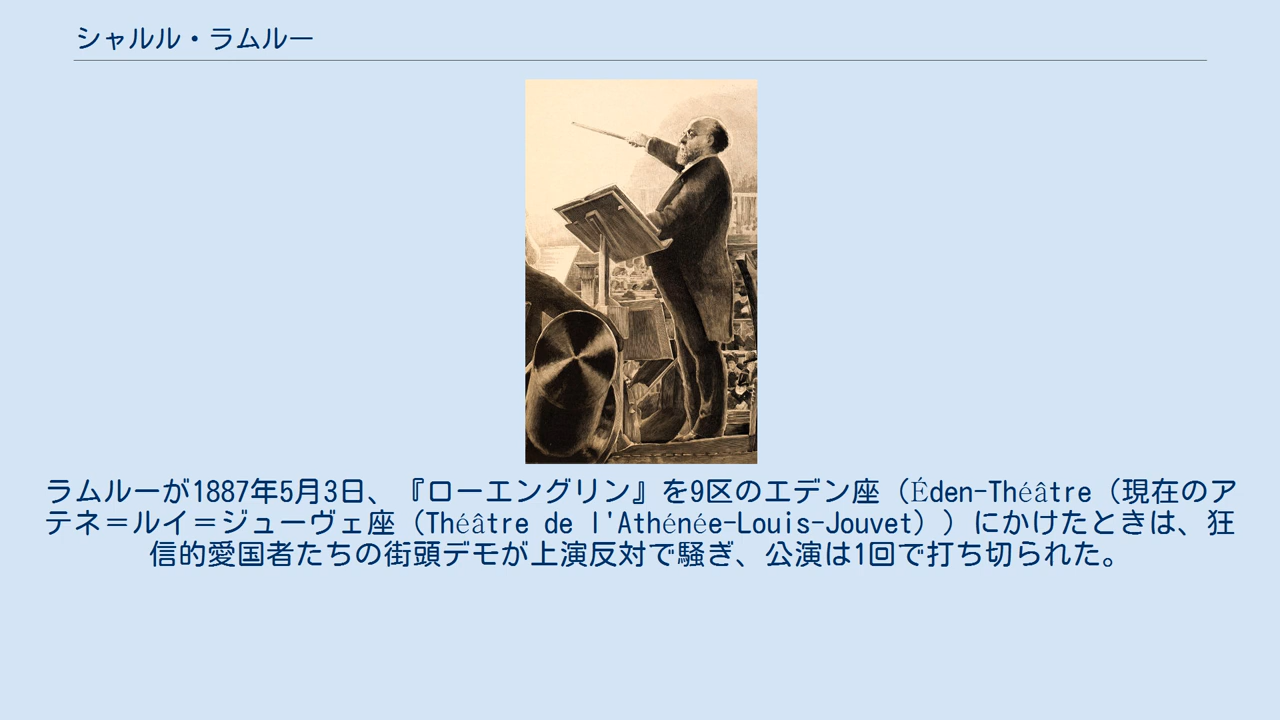 シャルル・ラムルー
ラムルーが1887年5月3日、『ローエングリン』を9区のエデン座（Éden-Théâtre（現在のア
テネ＝ルイ＝ジューヴェ座（Théâtre de l'Athénée-Louis-Jouvet））にかけたときは、狂
信的愛国者たちの街頭デモが上演反対で騒ぎ、公演は1回で打ち切られた。